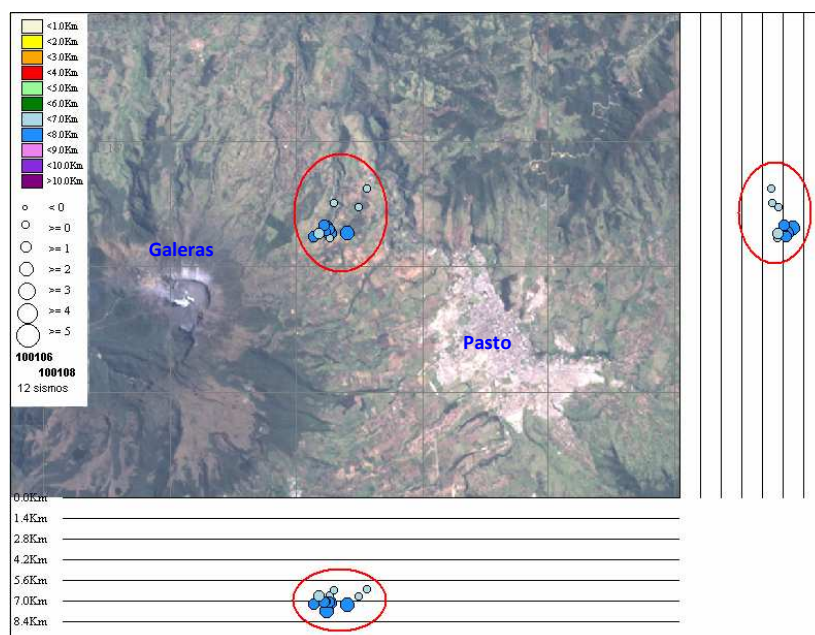 <1.0Km
<2.0Km
<3.0Km
<4.0Km
<5.0Km
<6.0Km
<7.0Km
<8.0Km
<9.0Km
<10.0Km
>10.0Km
< 0
>= 0
>= 1
>= 2
>= 3
>= 4
>= 5
100106
100108
12 sismos
Galeras
Pasto
0.0Km
1.4Km
2.8Km
4.2Km
5.6Km
7.0Km
8.4Km